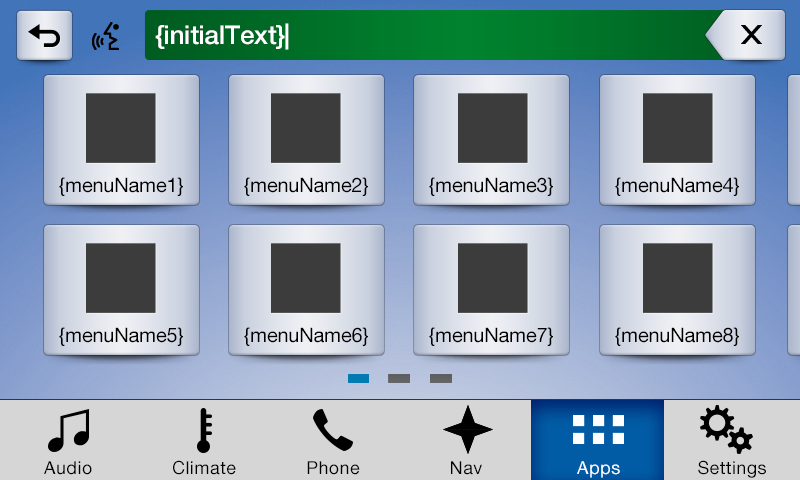 {initialText}
X
{menuName1} {menuName2} {menuName3} {menuName4}
{menuName5} {menuName6} {menuName7} {menuName8}
Audio Climate Phone Nav Apps Settings